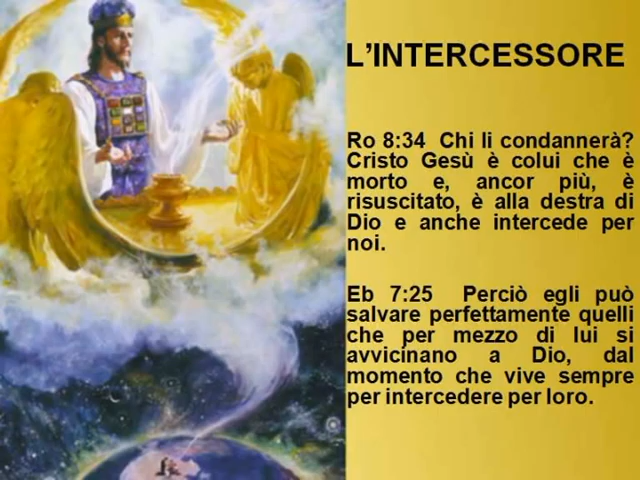 L'INTERCESSORE
Ro 8:34 Chi li condannerà?
Cristo Gesù è colui che è
morto e, ancor più, è
risuscitato, è alla destra di
Dio e anche intercede per
noi.
Eb 7:25 Perciò egli può
salvare perfettamente quelli
che per mezzo di lui si
avvicinano a Dio, dal
momento che vive sempre
per intercedere per loro.